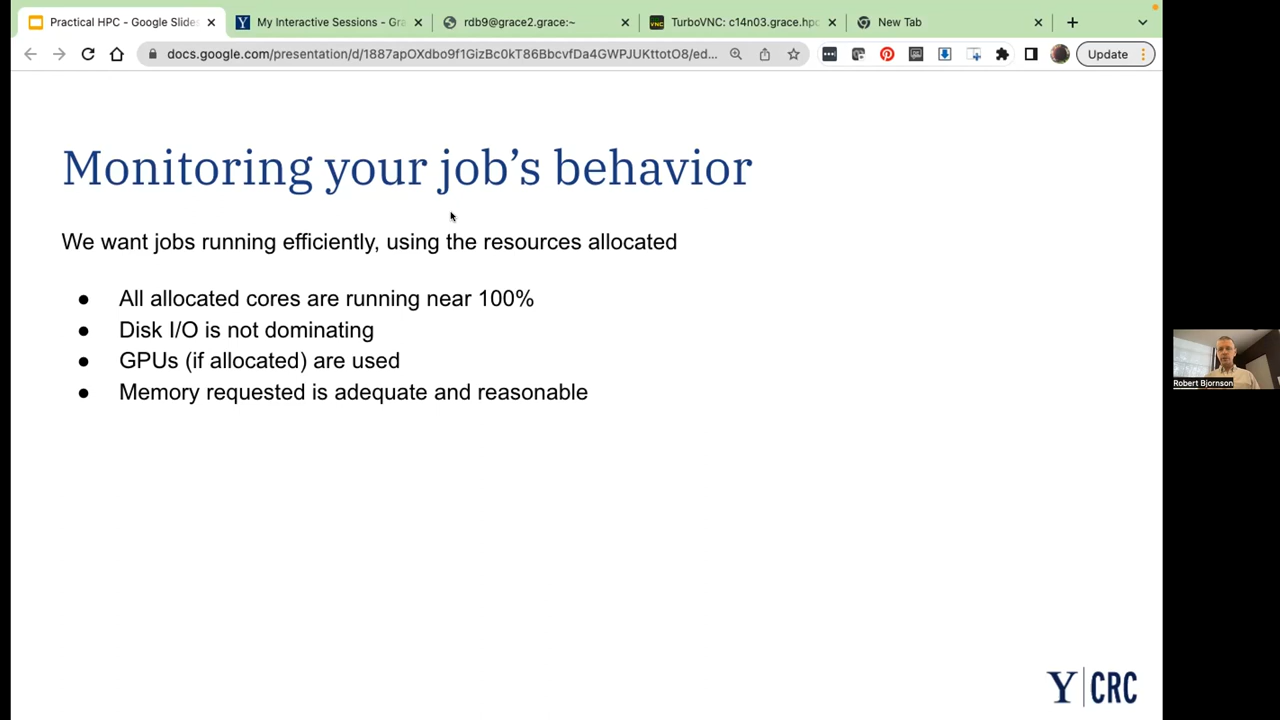 Practical HPC - Google Slides
My Interactive Sessions - Gra
rdb9@grace2.grace:~
VNC
TurboVNC: c14n03.grace.hpc
New Tab
docs.google.com/presentation/d/1887apOXdbo9f1GizBc0kT86BbcvfDa4GWPJUKttotO8/ed...
Update
Monitoring your job’s behavior
We want jobs running efficiently, using the resources allocated
● All allocated cores are running near 100%
● Disk I/O is not dominating
● GPUs (if allocated) are used
● Memory requested is adequate and reasonable
Robert Bjornson
Y CRC